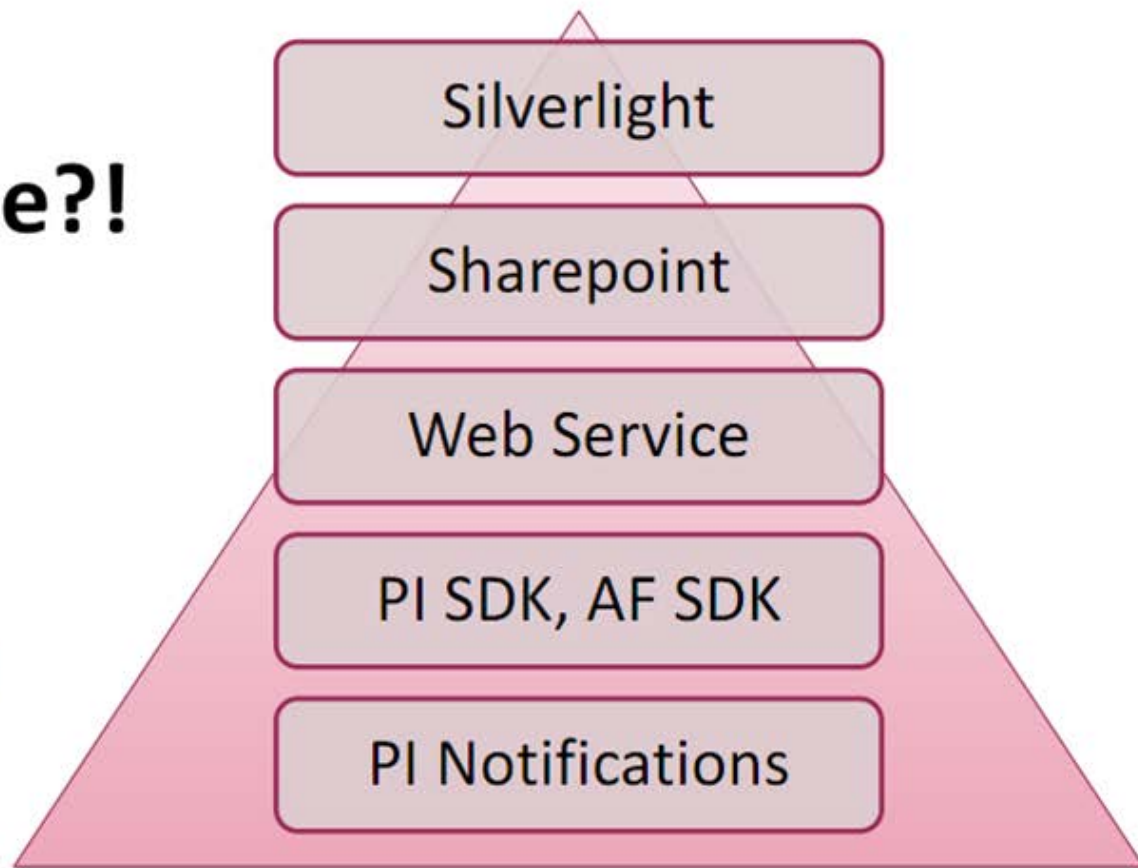 Silverlight
e?!
Sharepoint
Web Service
PI SDK, AF SDK
PI Notifications